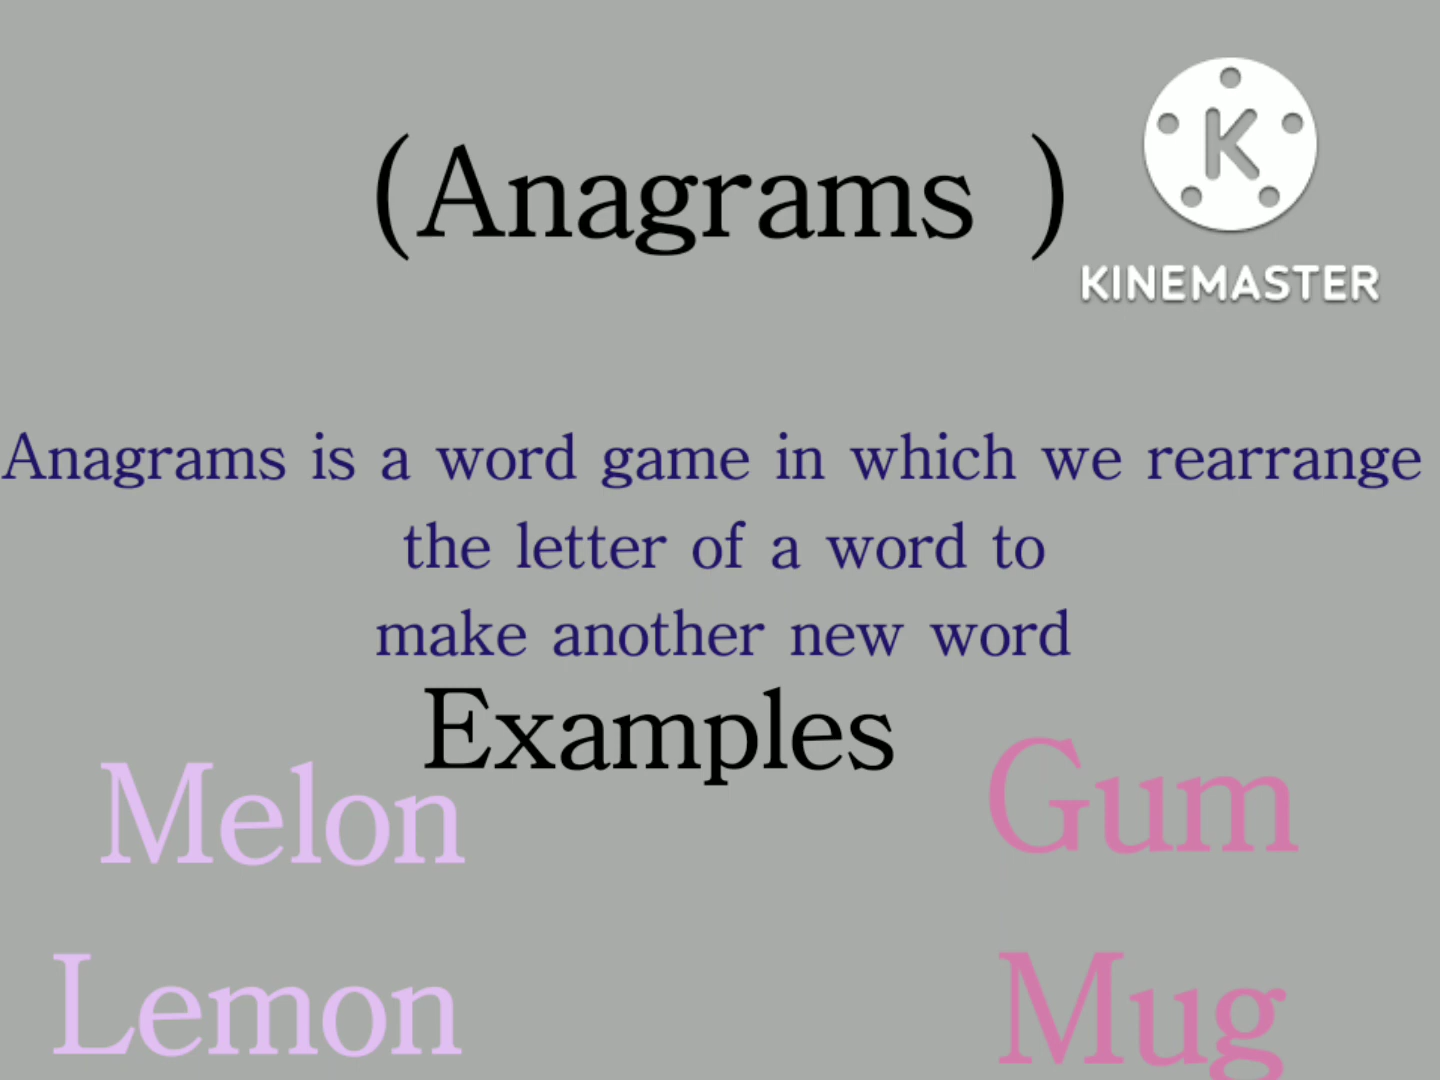 (Anagrams )
K
KINEMASTER
Anagrams is a word game in which we rearrange
the letter of a word to
make another new word
Examples
Melon
Gum
Lemon
Mug